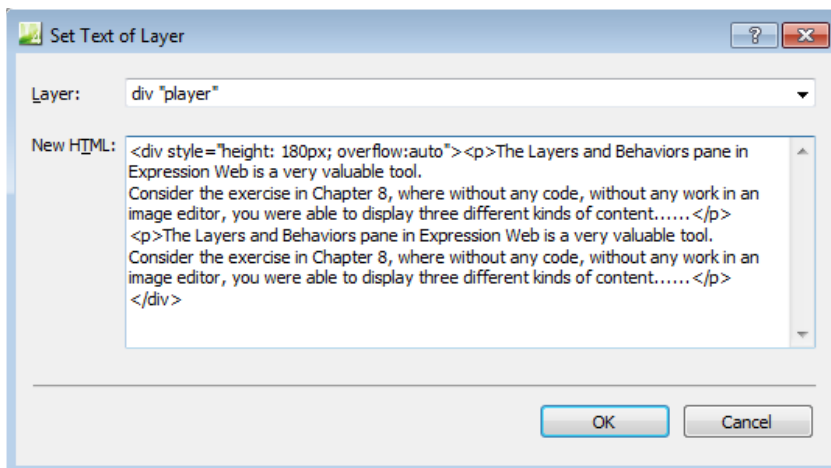 Set Text of Layer
Layer: div "player"
New HTML: <div style="height: 180px; overflow:auto"><p>The Layers and Behaviors pane in
Expression Web is a very valuable tool.
Consider the exercise in Chapter 8, where without any code, without any work in an
image editor, you were able to display three different kinds of content......</p>
<p>The Layers and Behaviors pane in Expression Web is a very valuable tool.
Consider the exercise in Chapter 8, where without any code, without any work in an
image editor, you were able to display three different kinds of content......</p>
</div>
OK Cancel